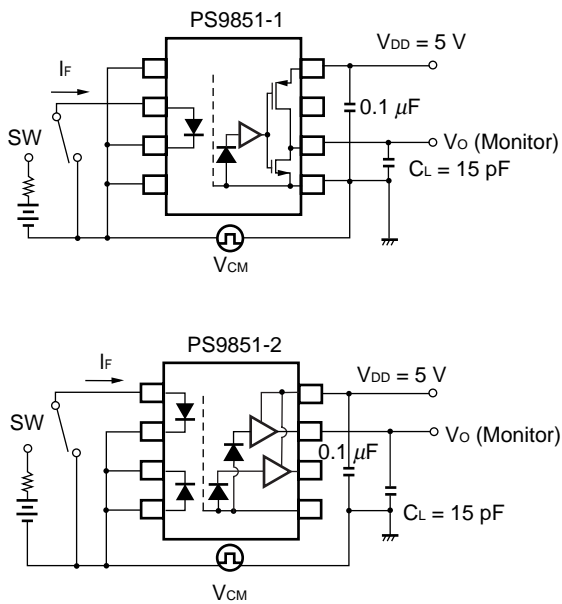 PS9851-1
VDD = 5 V
IF
0.1 μF
SW
VO (Monitor)
CL = 15 pF
VCM
PS9851-2
IF
VDD = 5 V
SW
VO (Monitor)
0.1 μF
CL = 15 pF
VCM